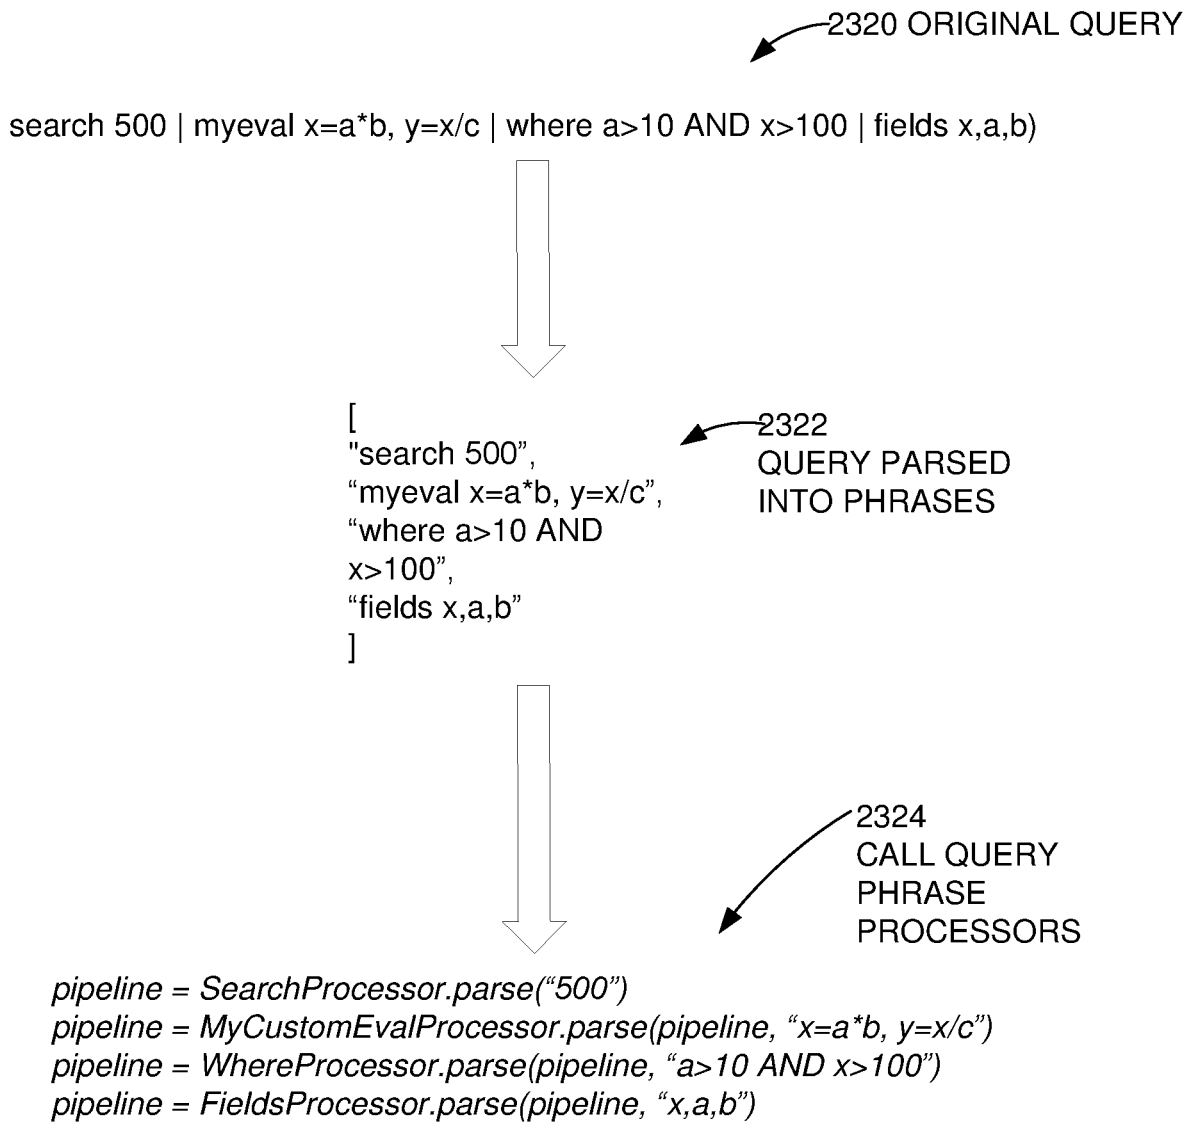 2320 ORIGINAL QUERY
search 500 | myeval x=a*b, y=x/c | where a>10 AND x>100 | fields x,a,b)
[
"search 500”,
“myeval x=a*b, y=x/c”,
“where a>10 AND
x>100”,
“fields x,a,b”
]
2322
QUERY PARSED
INTO PHRASES
2324
CALL QUERY
PHRASE
PROCESSORS
pipeline = SearchProcessor.parse(“500”)
pipeline = MyCustomEvalProcessor.parse(pipeline, “x=a*b, y=x/c”)
pipeline = WhereProcessor.parse(pipeline, “a>10 AND x>100”)
pipeline = FieldsProcessor.parse(pipeline, “x,a,b”)